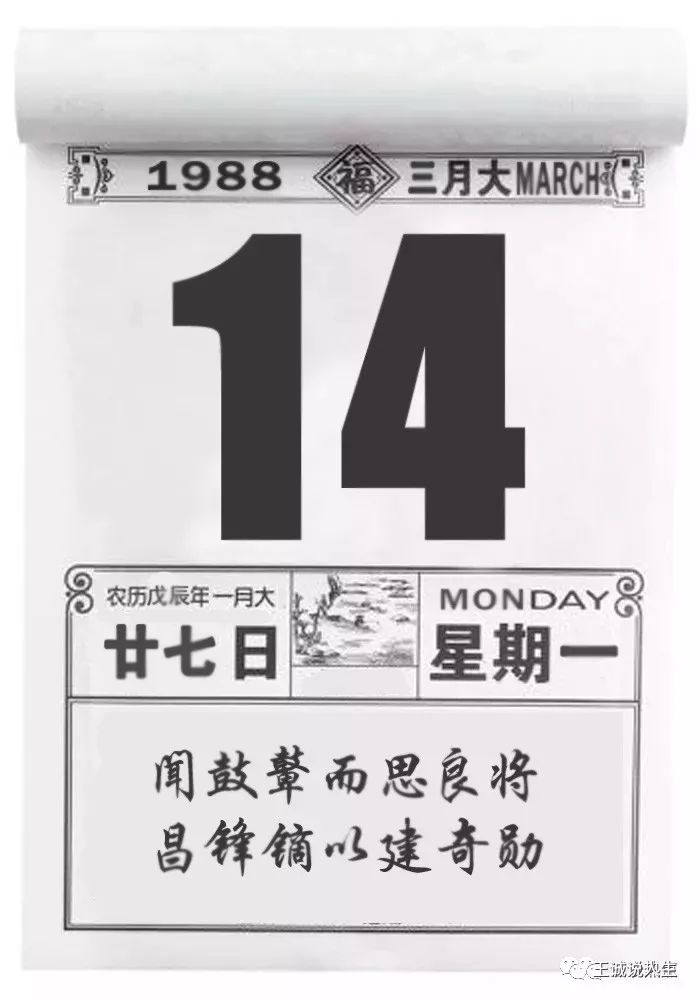 1988 福 三月大MARCH
14
农历戊辰年一月大
廿七日
MONDAY
星期一
闻鼓鼙而思良将
昌锋镝以建奇勋
王诚说热生